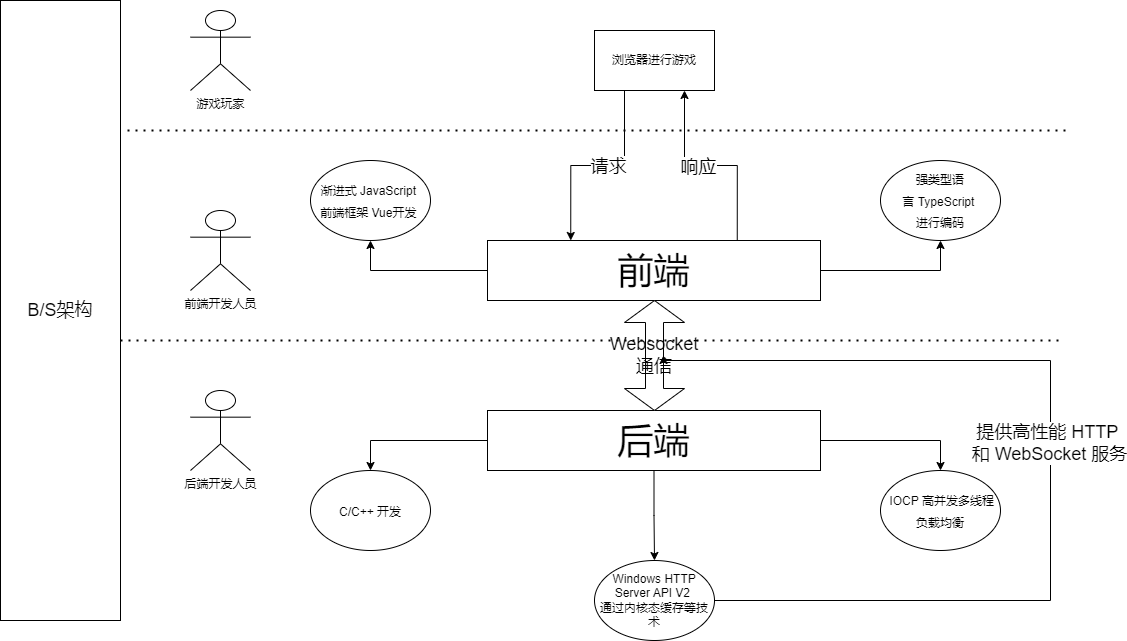 B/S架构
游戏玩家
浏览器进行游戏
请求
响应
渐进式 JavaScript
前端框架 Vue开发
强类型语
言 TypeScript
进行编码
前端开发人员
前端
Websocket
通信
后端开发人员
后端
提供高性能 HTTP
和 WebSocket 服务
C/C++ 开发
IOCP 高并发多线程
负载均衡
Windows HTTP
Server API V2
通过内核态缓存等技
术